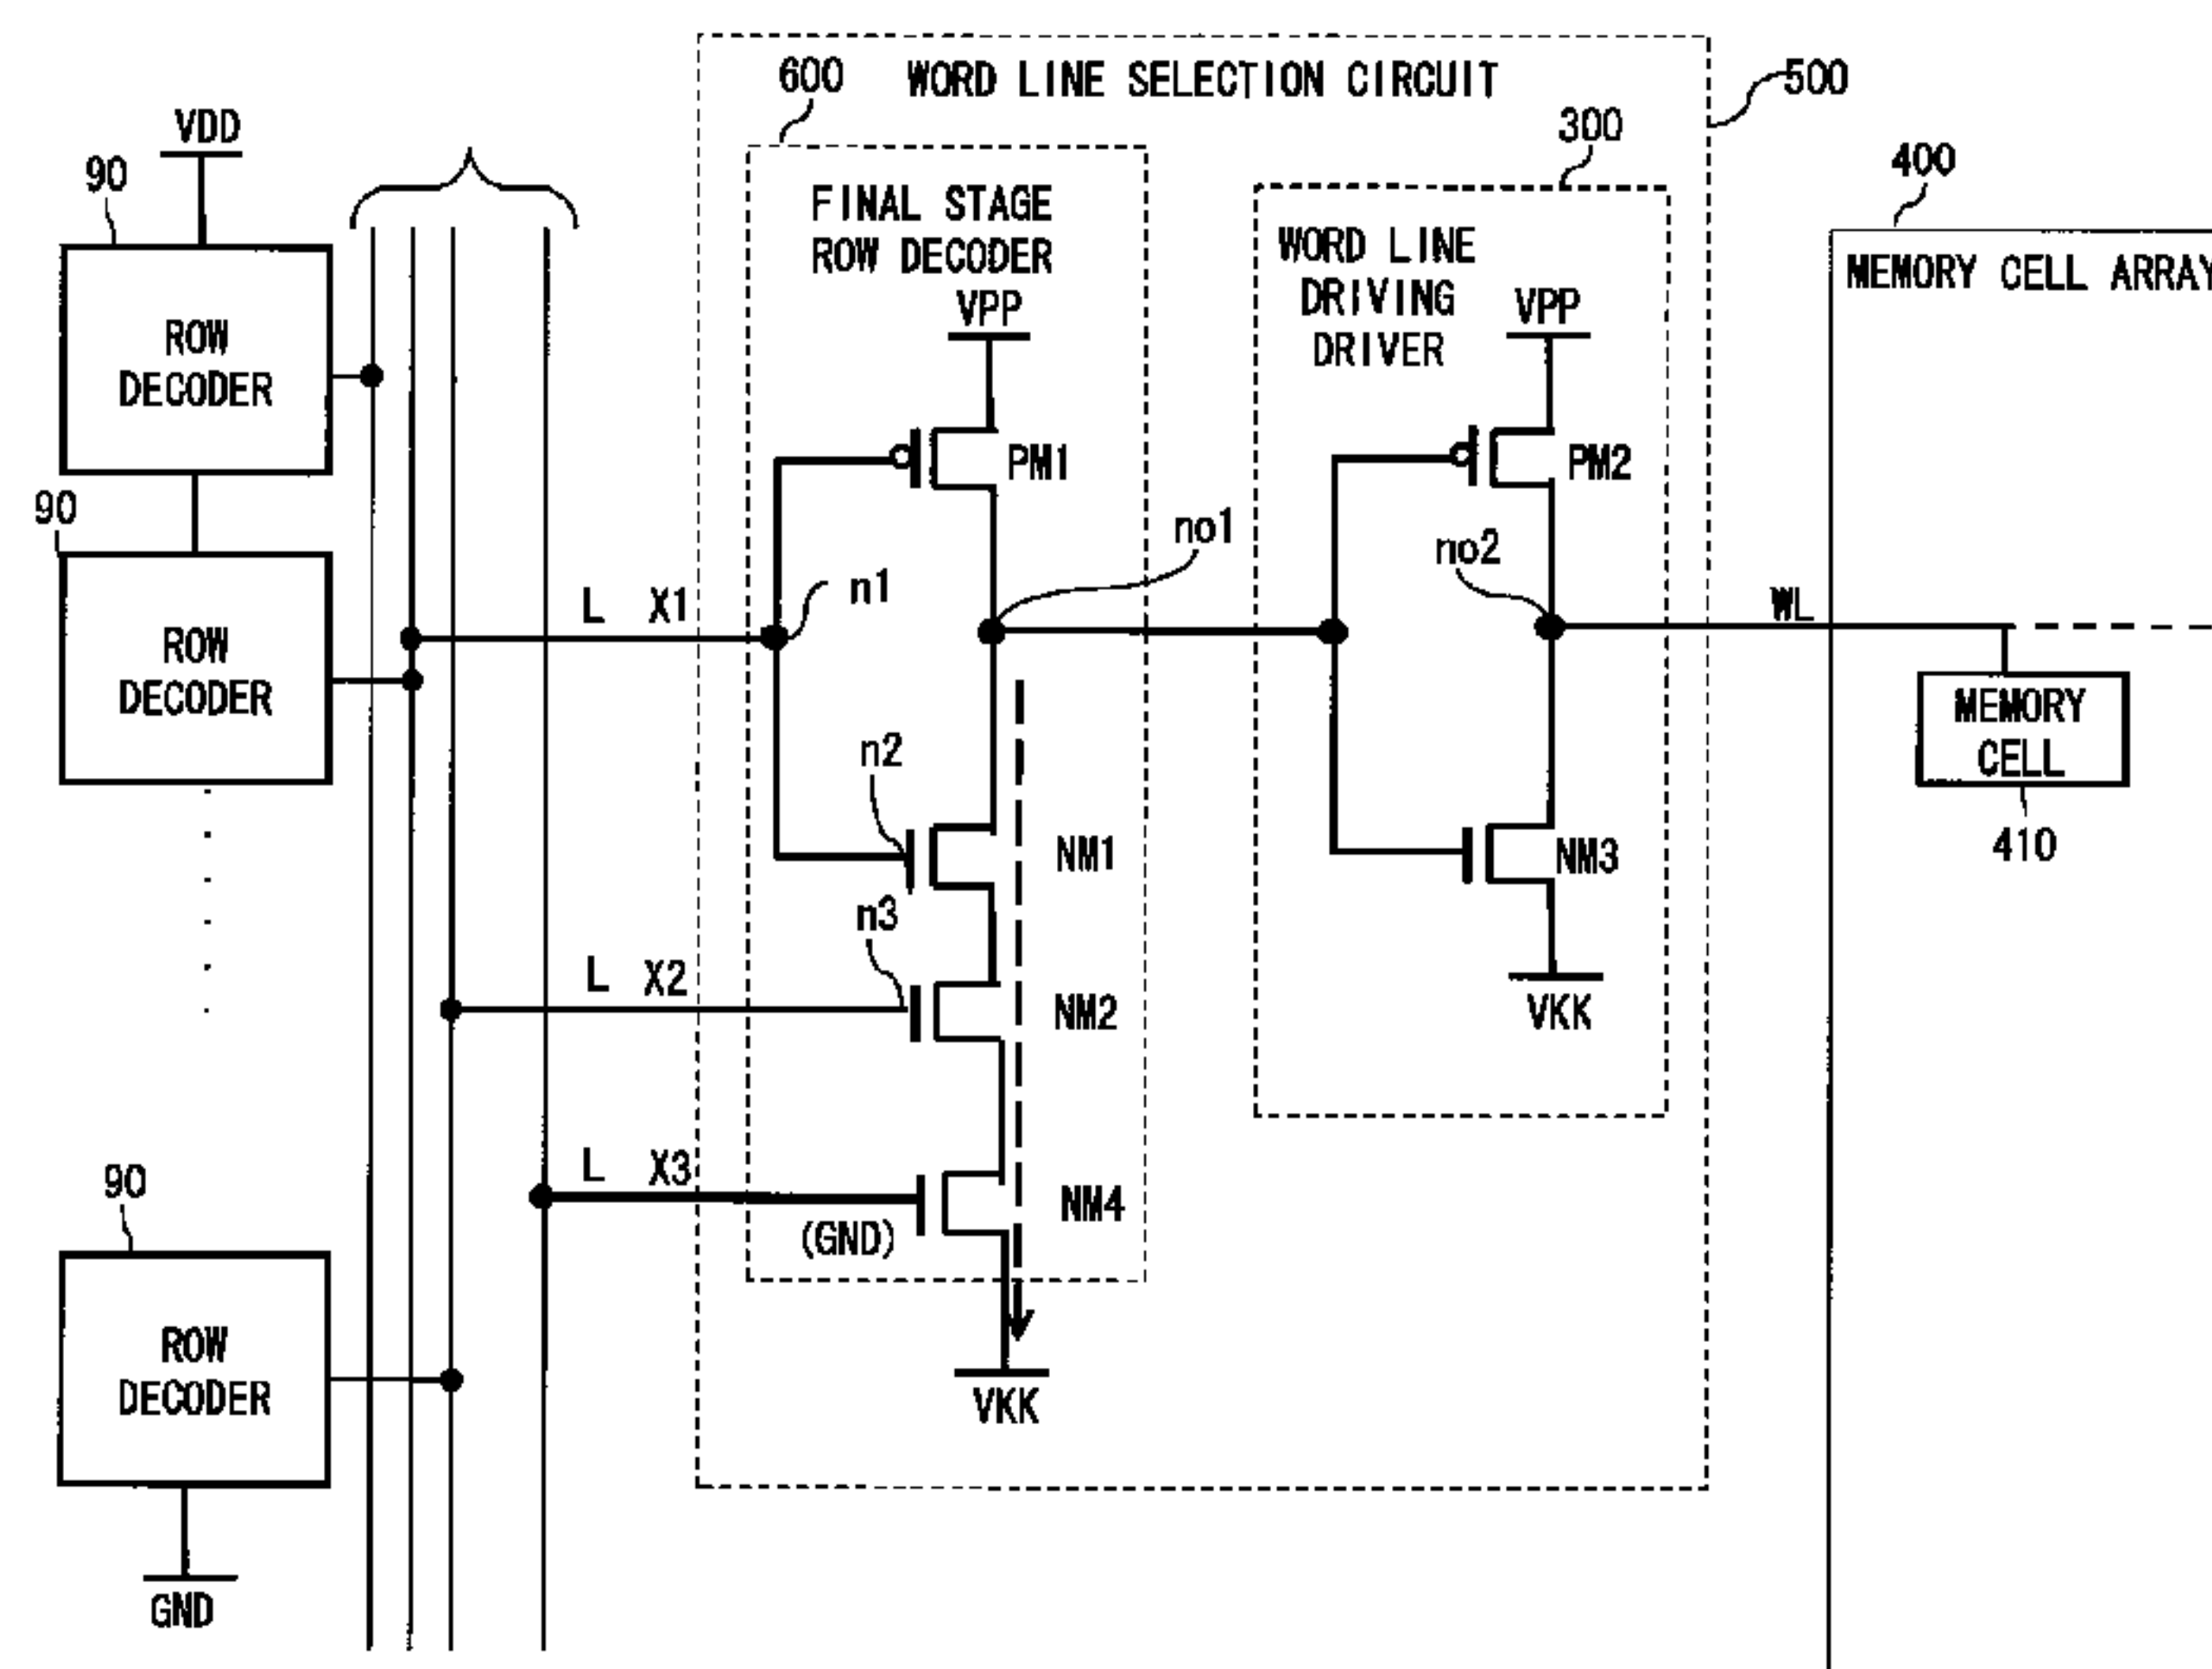 WORD LINE SELECTION CIRCUIT
600
500
300
400
VDD
90
FINAL STAGE
ROW DECODER
VPP
WORD LINE
DRIVING
DRIVER
VPP
MEMORY CELL ARRAY
ROW
DECODER
PM1
PM2
90
no1
no2
ROW
DECODER
L X1
n1
WL
MEMORY
CELL
410
n2
NM1
NM3
n3
L X2
NM2
VKK
90
L X3
(GND)
NM4
ROW
DECODER
VKK
GND